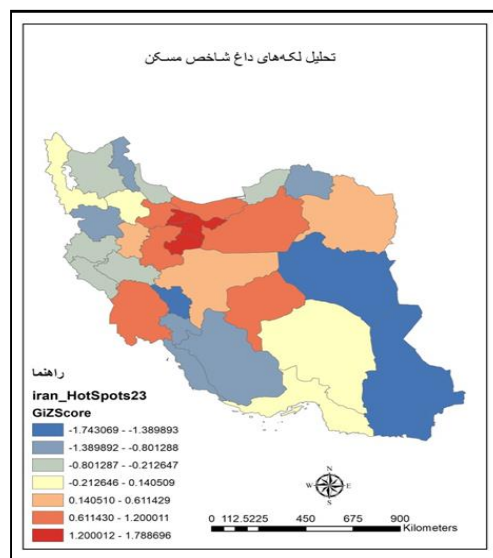 تحلیل لکه‌های داغ شاخص مسکن
راهنما
iran_HotSpots23
GiZScore
-1.743069 - -1.389893
-1.389892 - -0.801288
-0.801287 - -0.212647
-0.212646 - 0.140509
0.140510 - 0.611429
0.611430 - 1.200011
1.200012 - 1.788696
N
W E
S
0 112.5225 450 675 900
Kilometers